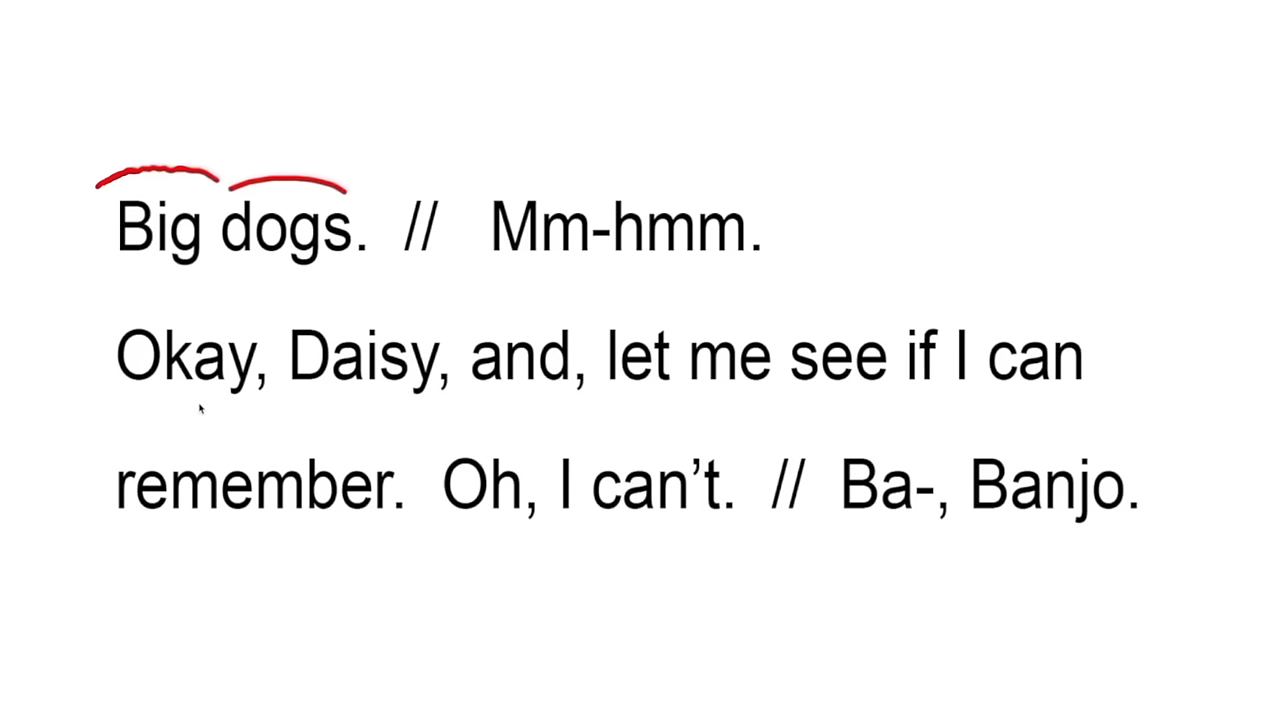 Big dogs. // Mm-hmm.
Okay, Daisy, and, let me see if I can
remember. Oh, I can’t. // Ba-, Banjo.